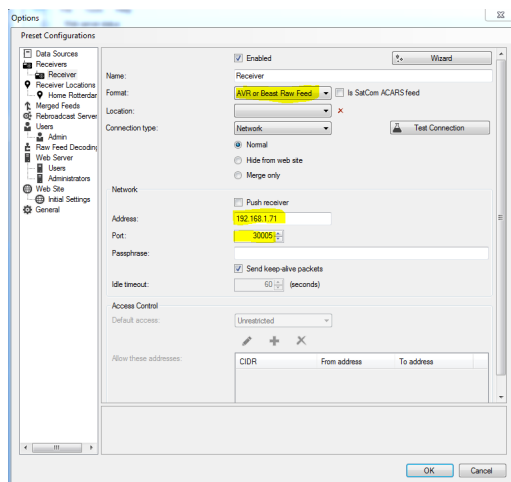 Options
Preset Configurations
Data Sources
Receivers
Receiver
Receiver Locations
Home Rotterdar
Merged Feeds
Rebroadcast Server
Users
Admin
Raw Feed Decoding
Web Server
Users
Administrators
Web Site
Initial Settings
General
Enabled
Wizard
Name: Receiver
Format: AVR or Beast Raw Feed Is SatCom ACARS feed
Location:
Connection type: Network Test Connection
Normal
Hide from web site
Merge only
Network
Push receiver
Address: 192.168.1.71
Port: 30005
Passphrase:
Send keep-alive packets
Idle timeout: 60 (seconds)
Access Control
Default access: Unrestricted
Allow these addresses: CIDR From address To address
OK Cancel